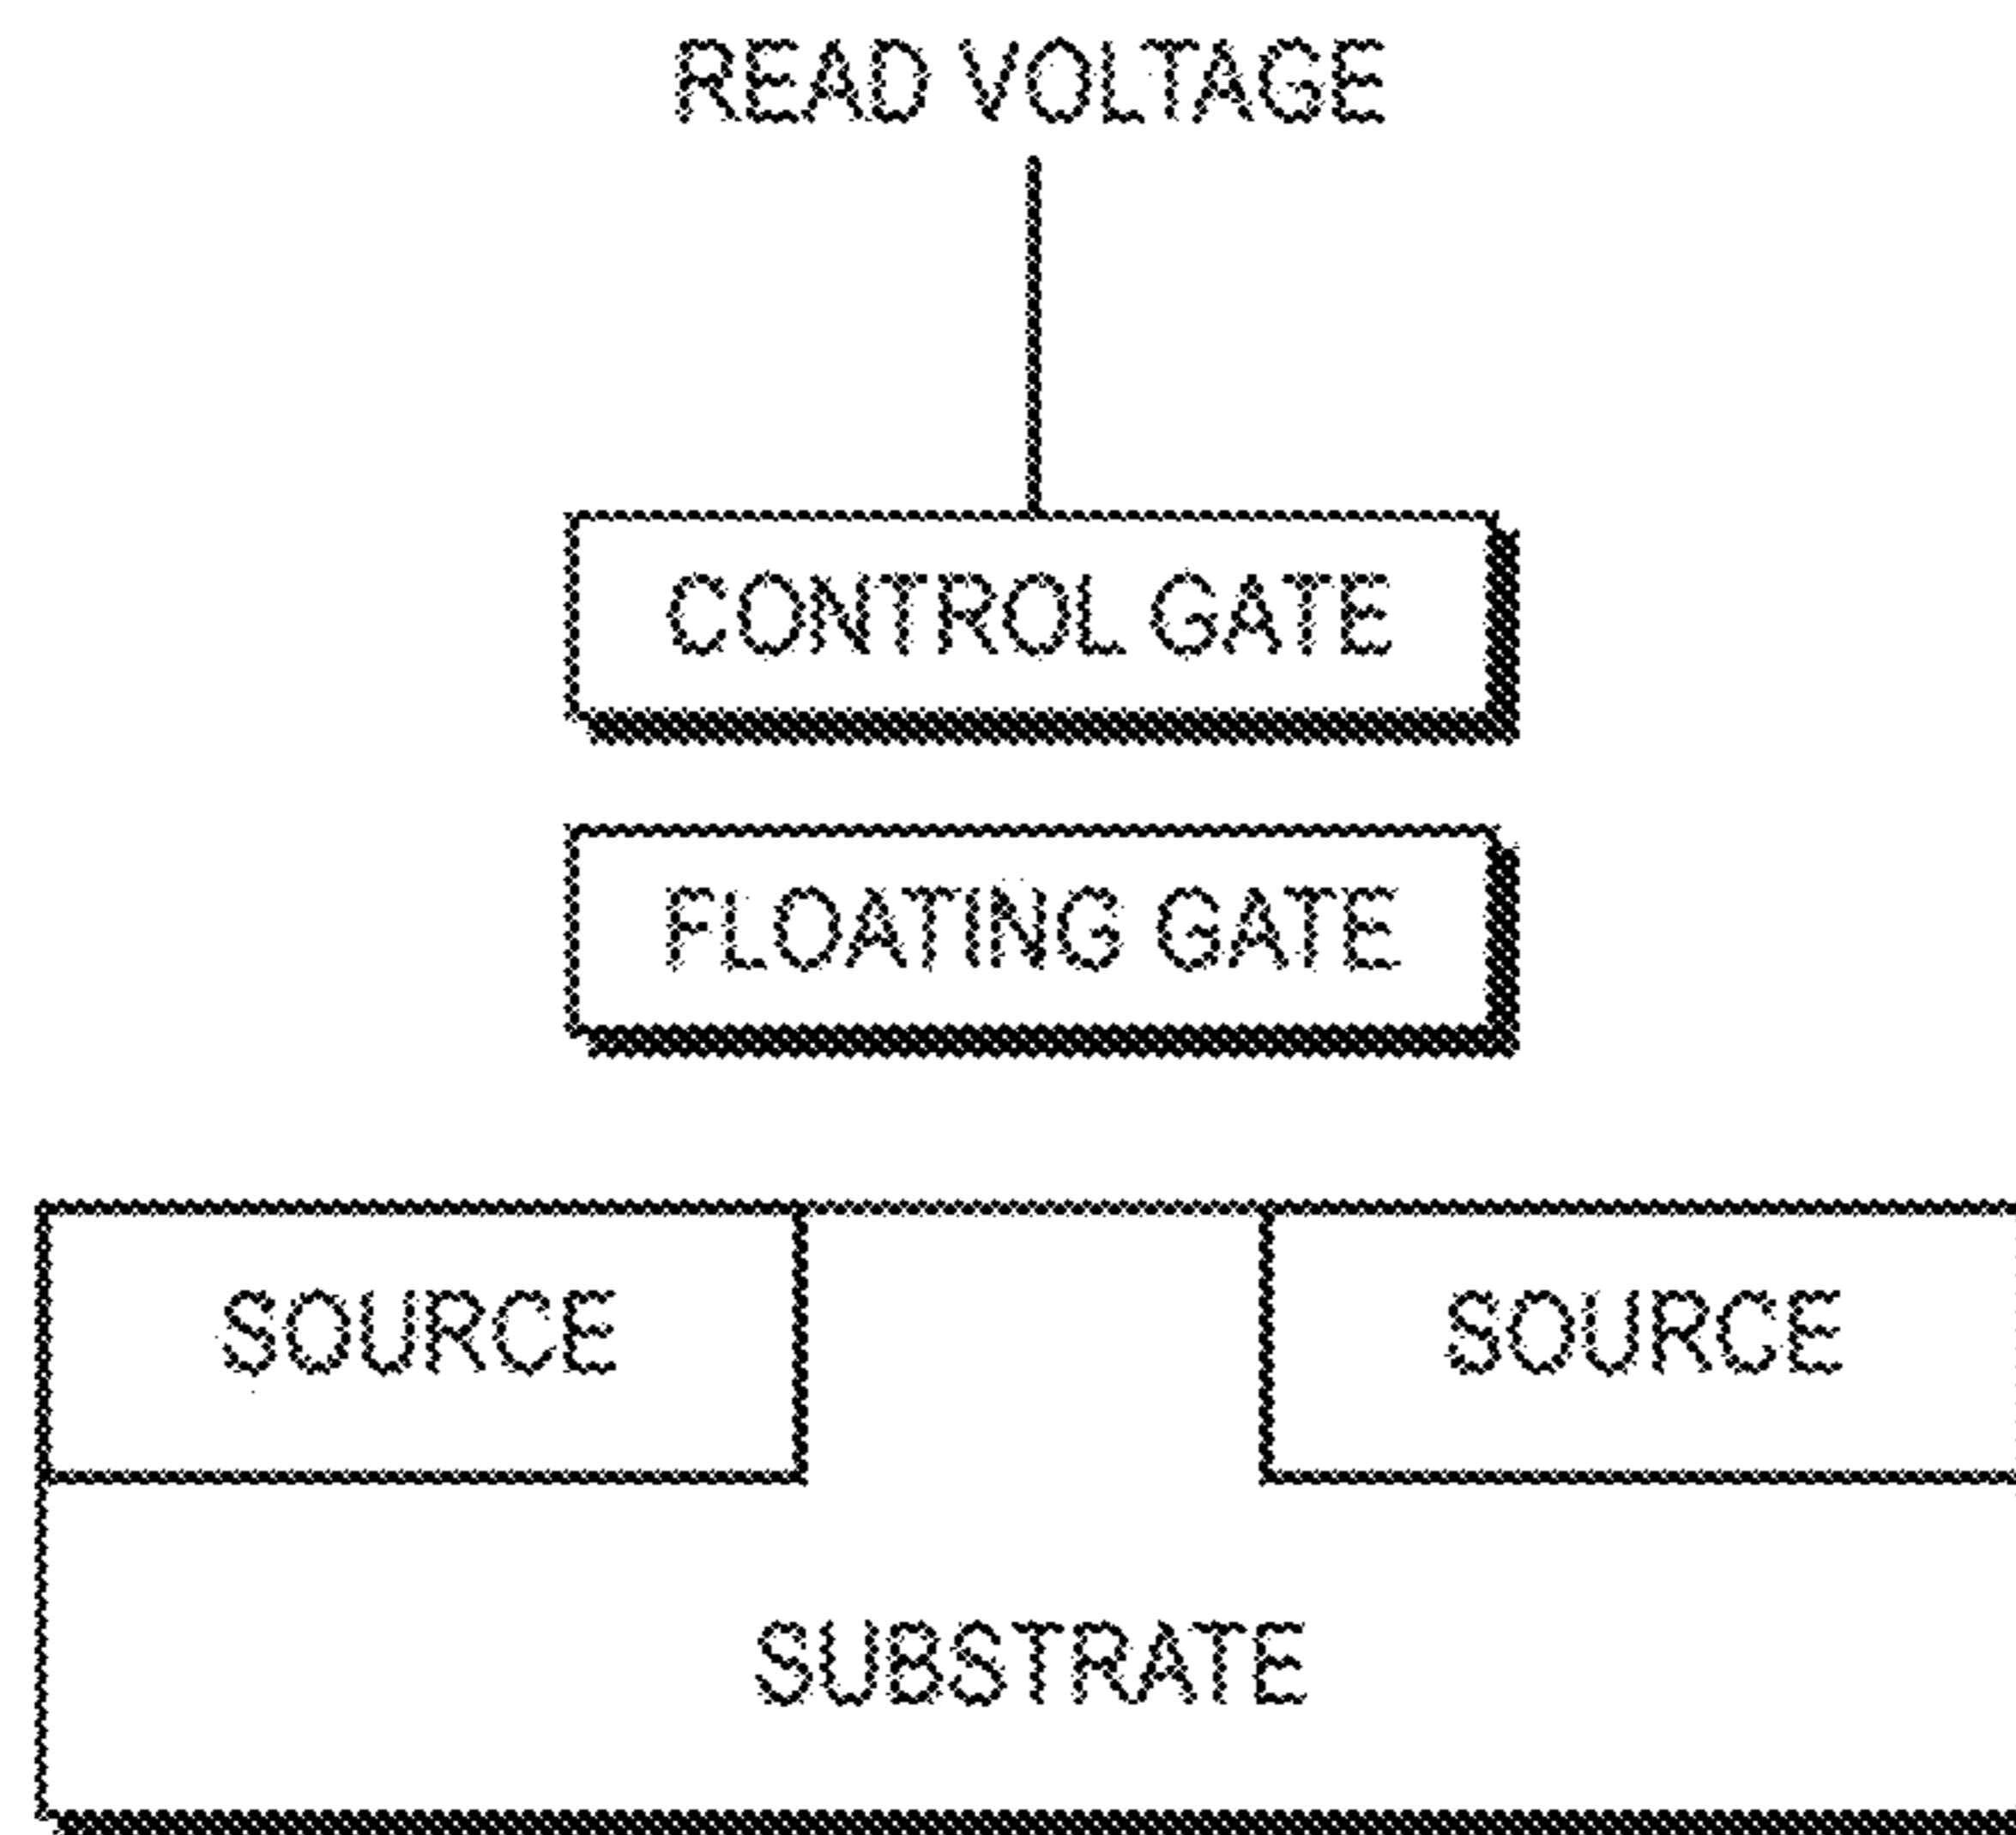 READ VOLTAGE
CONTROL GATE
FLOATING GATE
SOURCE SOURCE
SUBSTRATE